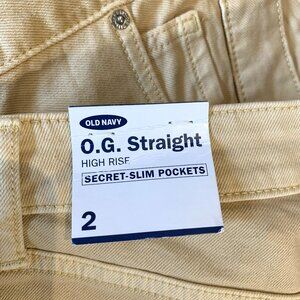 OLD NAVY
O.G. Straight
HIGH RISE
SECRET-SLIM POCKETS
2